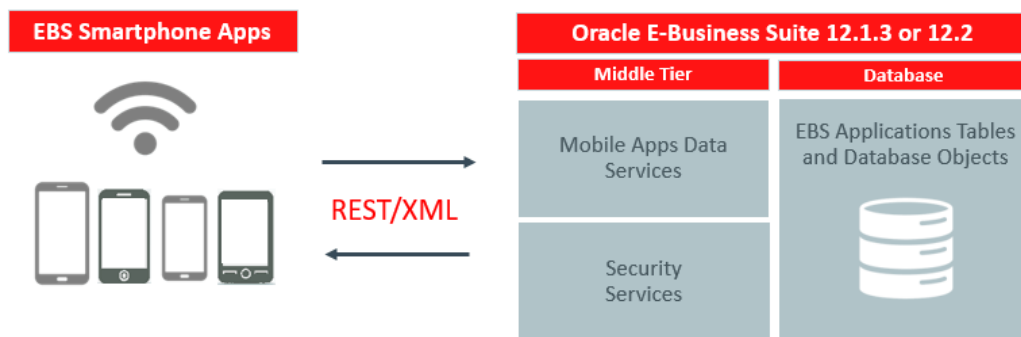 EBS Smartphone Apps
REST/XML
Oracle E-Business Suite 12.1.3 or 12.2
Middle Tier
Database
Mobile Apps Data
Services
Security
Services
EBS Applications Tables
and Database Objects